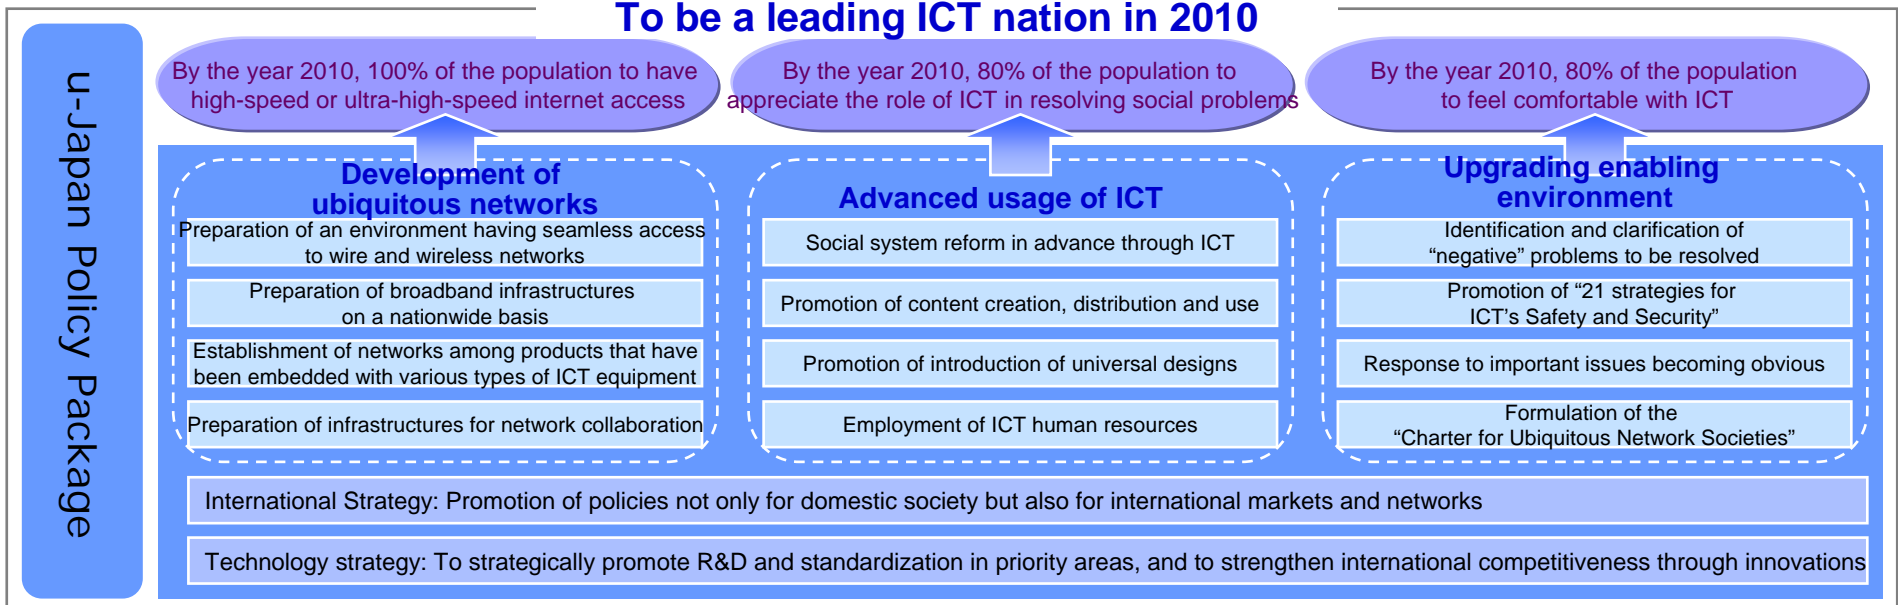 To be a leading ICT nation in 2010
u-Japan Policy Package
By the year 2010, 100% of the population to have
high-speed or ultra-high-speed internet access
By the year 2010, 80% of the population to
appreciate the role of ICT in resolving social problems
By the year 2010, 80% of the population
to feel comfortable with ICT
Development of
ubiquitous networks
Preparation of an environment having seamless access
to wire and wireless networks
Preparation of broadband infrastructures
on a nationwide basis
Establishment of networks among products that have
been embedded with various types of ICT equipment
Preparation of infrastructures for network collaboration
Advanced usage of ICT
Social system reform in advance through ICT
Promotion of content creation, distribution and use
Promotion of introduction of universal designs
Employment of ICT human resources
Upgrading enabling
environment
Identification and clarification of
“negative” problems to be resolved
Promotion of “21 strategies for
ICT’s Safety and Security”
Response to important issues becoming obvious
Formulation of the
“Charter for Ubiquitous Network Societies”
International Strategy: Promotion of policies not only for domestic society but also for international markets and networks
Technology strategy: To strategically promote R&D and standardization in priority areas, and to strengthen international competitiveness through innovations